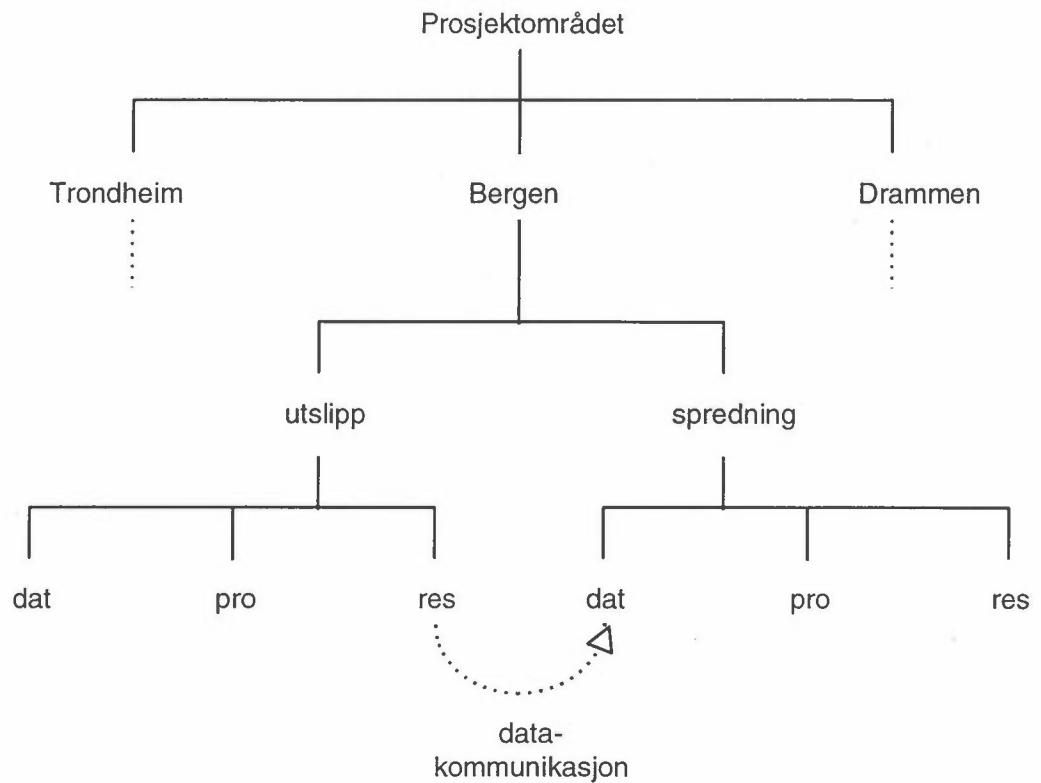 Prosjektområdet
Trondheim Bergen Drammen
utslipp spredning
dat pro res dat pro res
data-
kommunikasjon